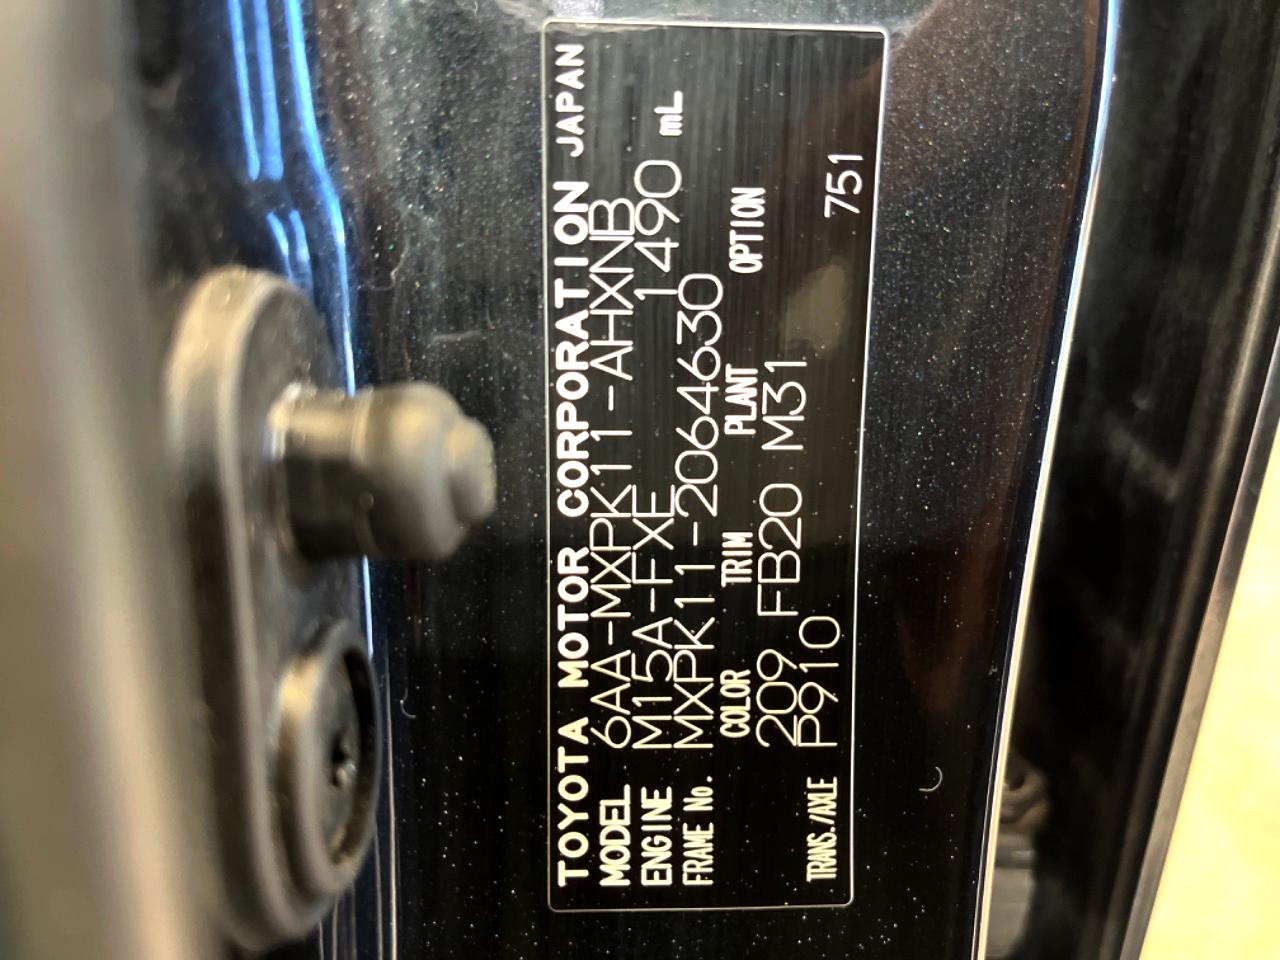 TOYOTA MOTOR CORPORATION JAPAN
MODEL 6AA-MXPK11-AHXNB
ENGINE M15A-FXE 1490 mL
FRAME No. MXPK11-2064630
COLOR TRIM PLANT OPTION
209 FB20 M31
TRANS./AXLE P910 751